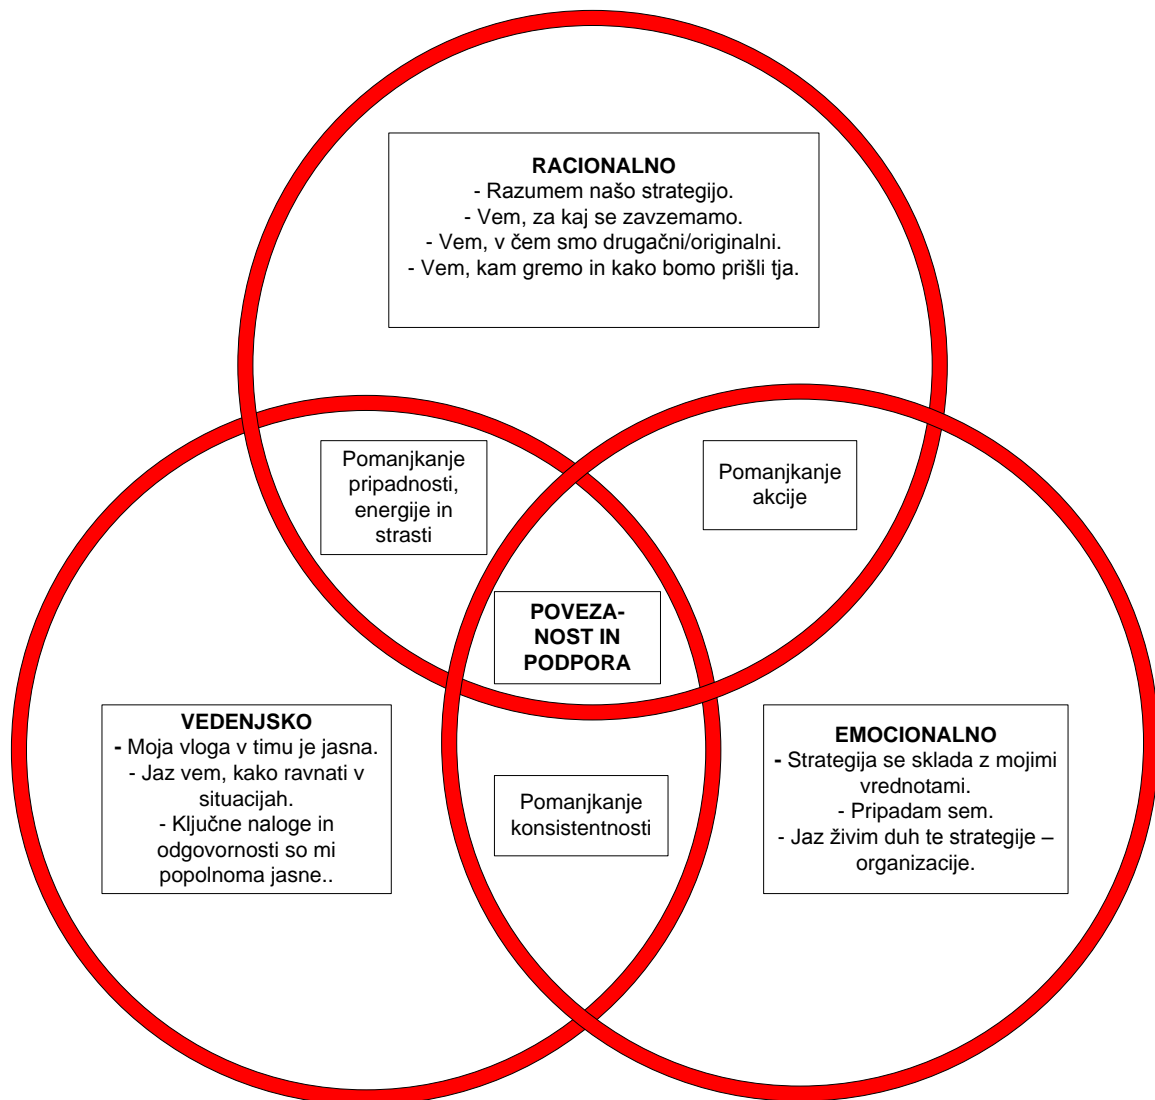 RACIONALNO
- Razumem našo strategijo.
- Vem, za kaj se zavzemamo.
- Vem, v čem smo drugačni/originalni.
- Vem, kam gremo in kako bomo prišli tja.
Pomanjkanje
pripadnosti,
energije in
strasti
Pomanjkanje
akcije
POVEZA-
NOST IN
PODPORA
VEDENJSKO
- Moja vloga v timu je jasna.
- Jaz vem, kako ravnati v
situacijah.
- Ključne naloge in
odgovornosti so mi
popolnoma jasne..
Pomanjkanje
konsistentnosti
EMOCIONALNO
- Strategija se sklada z mojimi
vrednotami.
- Pripadam sem.
- Jaz živim duh te strategije –
organizacije.